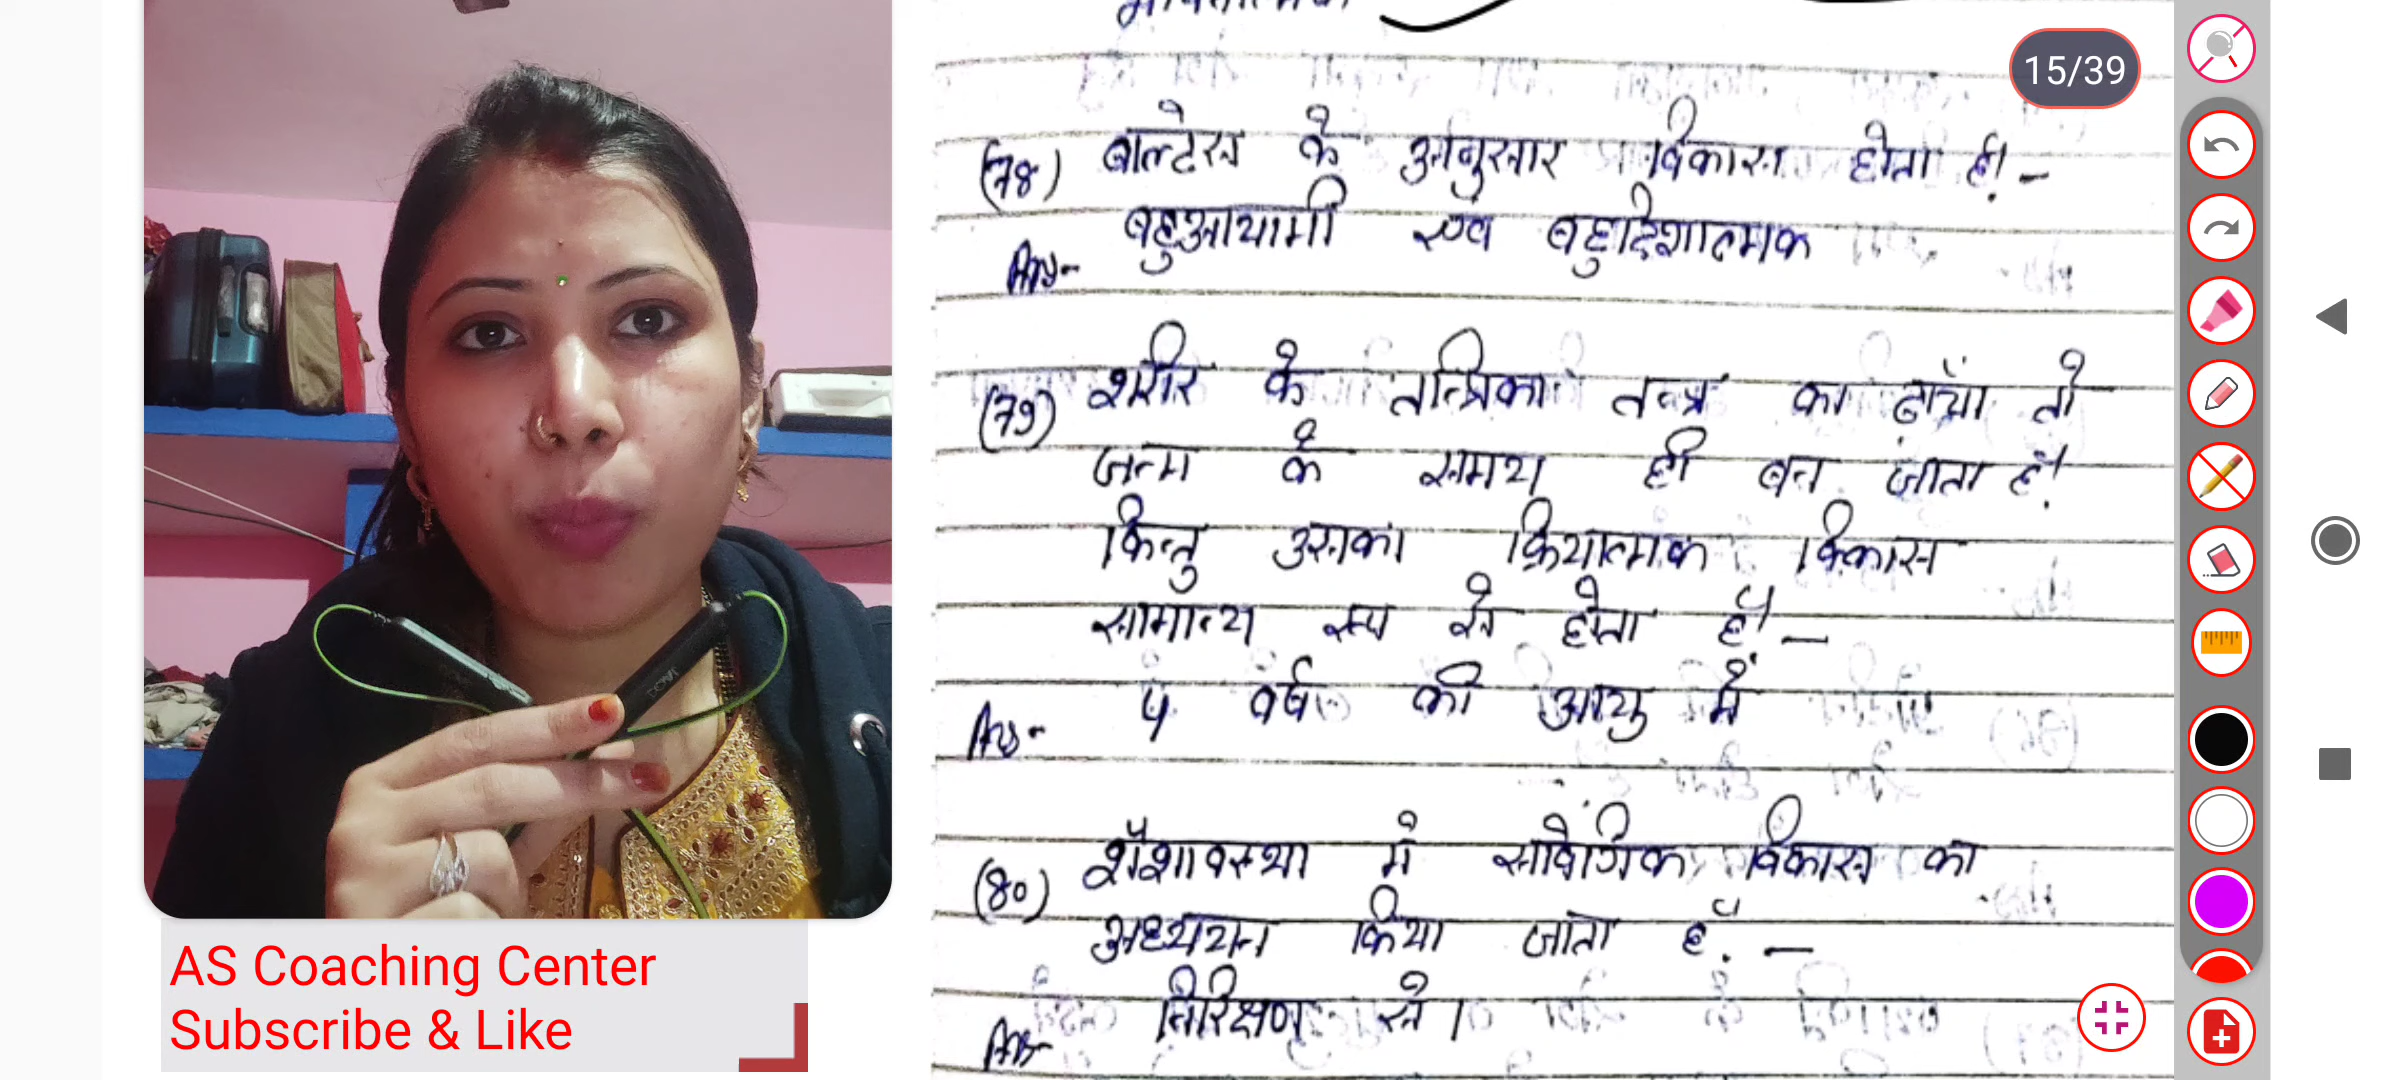 15/39
(78) बाल्टेस के अनुसार विकास होता है! -
Ans- बहुआयामी एवं बहुदिशात्मक
(79) शरीर के तन्त्रिका तन्त्र का ढाँचा तो
जन्म के समय ही बन जाता है!
किन्तु उसका क्रियात्मक विकास
सामान्य रूप से होता है! -
Ans- 4 वर्ष की आयु में
(80) शैशावस्था में सांवेगिक विकास का
अध्ययन किया जाता है. -
Ans- निरिक्षण से।
AS Coaching Center
Subscribe & Like